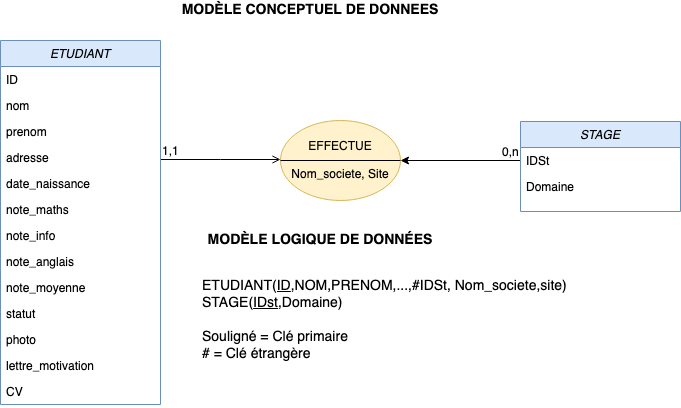 MODÈLE CONCEPTUEL DE DONNEES
ETUDIANT
ID
nom
prenom
adresse
date_naissance
note_maths
note_info
note_anglais
note_moyenne
statut
photo
lettre_motivation
CV
1,1
EFFECTUE
Nom_societe, Site
0,n
STAGE
IDSt
Domaine
MODÈLE LOGIQUE DE DONNÉES
ETUDIANT(ID,NOM,PRENOM,...,#IDSt, Nom_societe,site)
STAGE(IDst,Domaine)
Souligné = Clé primaire
# = Clé étrangère